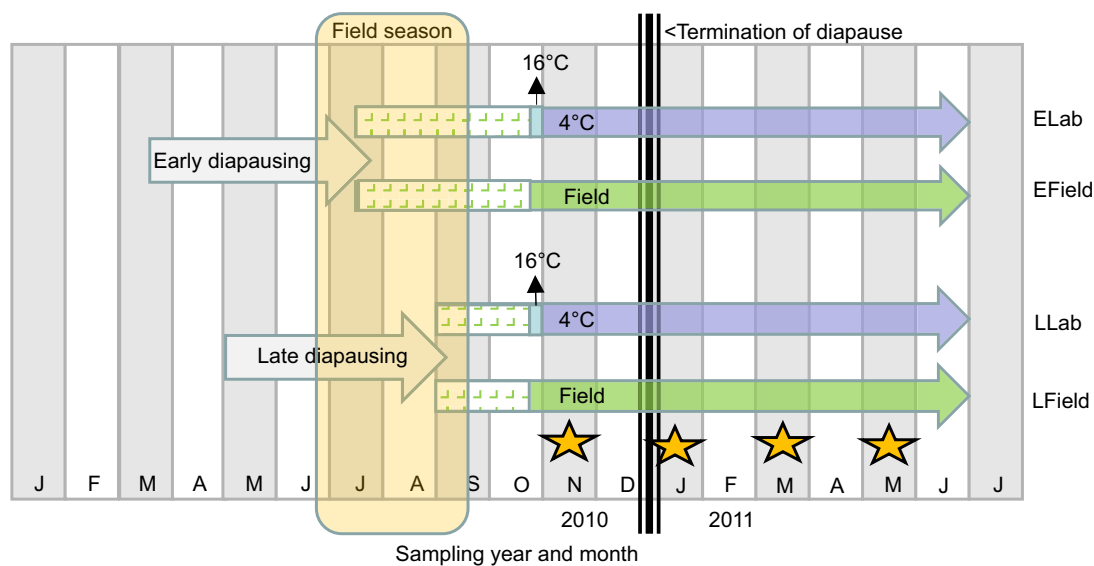 Field season
<Termination of diapause
16°C
4°C
ELab
Early diapausing
Field
EField
16°C
4°C
LLab
Late diapausing
Field
LField
J F M A M J J A S O N D J F M A M J J
2010 2011
Sampling year and month